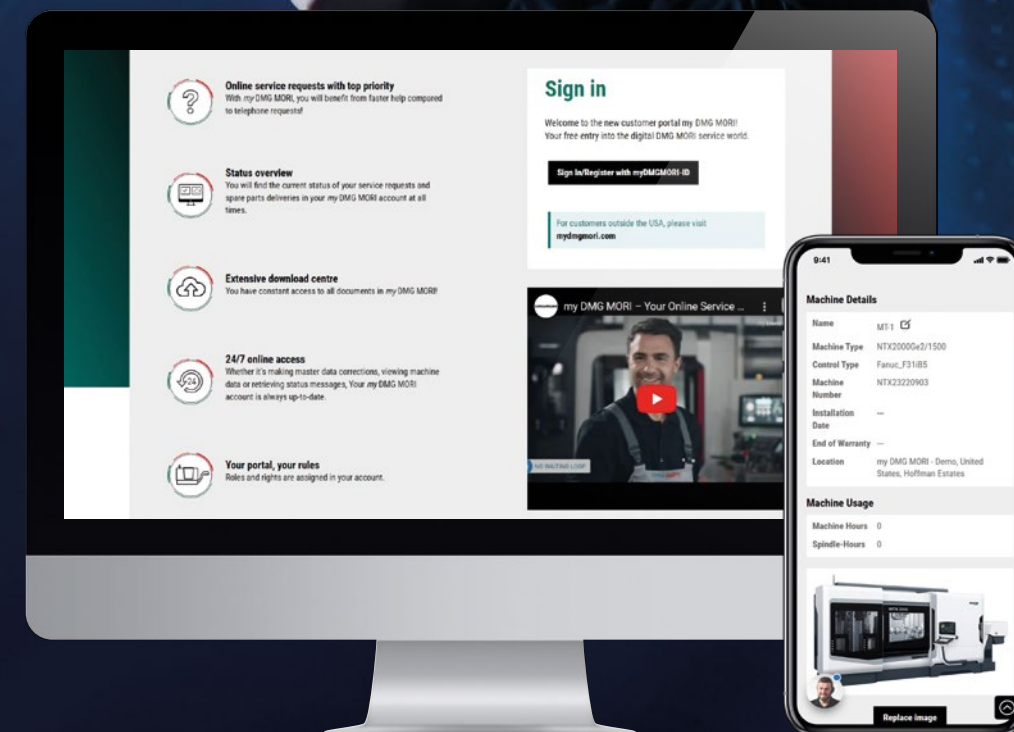 Online service requests with top priority
With my DMG MORI, you will benefit from faster help compared
to telephone requests!
Status overview
You will find the current status of your service requests and
spare parts deliveries in your my DMG MORI account at all
times.
Extensive download centre
You have constant access to all documents in my DMG MORI!
24/7 online access
Whether it's making master data corrections, viewing machine
data or retrieving status messages, Your my DMG MORI
account is always up-to-date.
24
Your portal, your rules
Roles and rights are assigned in your account.
Sign in
Welcome to the new customer portal my DMG MORI!
Your free entry into the digital DMG MORI service world.
Sign In/Register with myDMGMORI-ID
For customers outside the USA, please visit
mydmgmori.com
my DMG MORI – Your Online Service ...
NO WAITING LOOP
9:41
Machine Details
Name MT-1
Machine Type NTX2000Ge2/1500
Control Type Fanuc_F31iB5
Machine NTX23220903
Number
Installation ---
Date
End of Warranty ---
Location my DMG MORI - Demo, United
States, Hoffman Estates
Machine Usage
Machine Hours 0
Spindle-Hours 0
Replace image